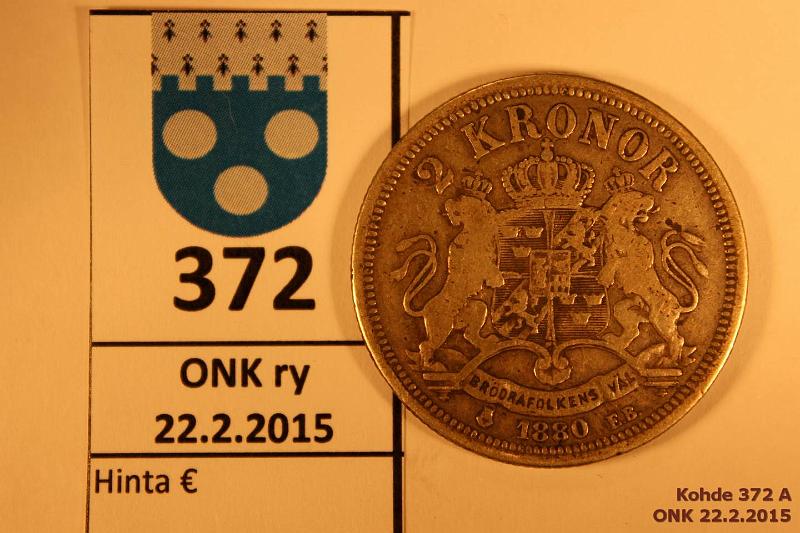 372
ONK ry
22.2.2015
Hinta €
2 KRONOR
BRÖDRAFOLKENS VÄL
1880 E.B.
Kohde 372 A
ONK 22.2.2015